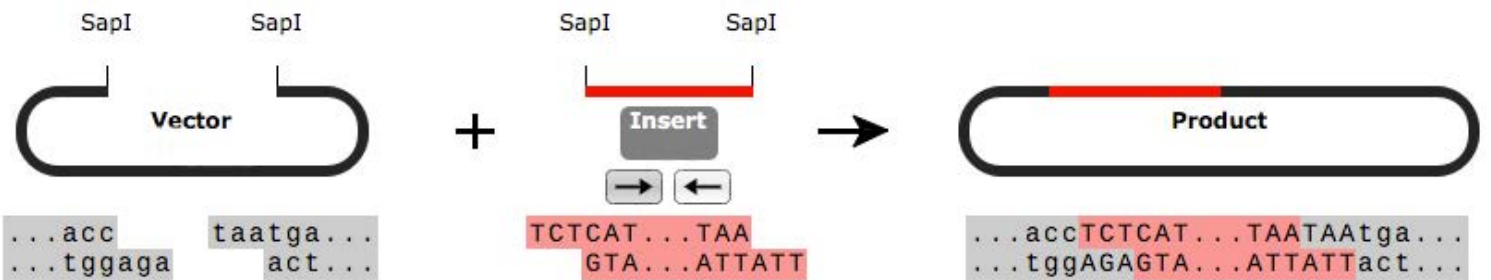 SapI SapI SapI SapI
Vector Insert Product
...acc taatga... TCTCAT...TAA ...accTCTCAT...TAATAAtga...
...tggaga act... GTA...ATTATT ...tggAGAGTA...ATTATTact...